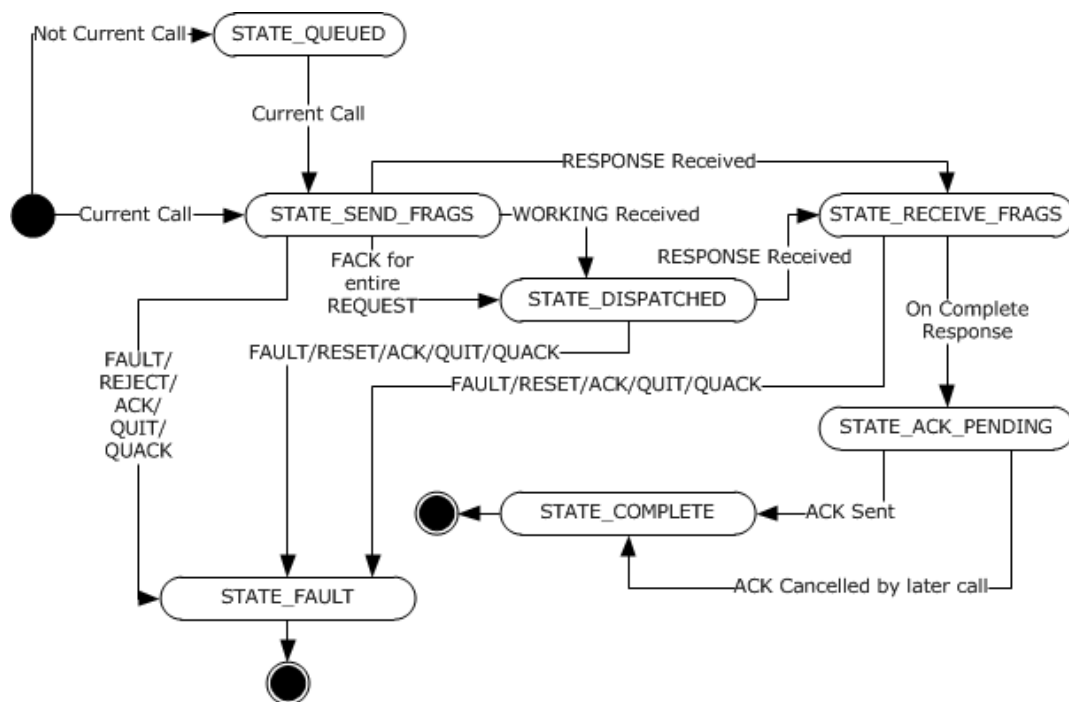 Not Current Call
STATE_QUEUED
Current Call
RESPONSE Received
Current Call
STATE_SEND_FRAGS
WORKING Received
STATE_RECEIVE_FRAGS
FACK for
entire
REQUEST
RESPONSE Received
STATE_DISPATCHED
On Complete
Response
FAULT/RESET/ACK/QUIT/QUACK
FAULT/
REJECT/
ACK/
QUIT/
QUACK
FAULT/RESET/ACK/QUIT/QUACK
STATE_ACK_PENDING
STATE_COMPLETE
ACK Sent
ACK Cancelled by later call
STATE_FAULT